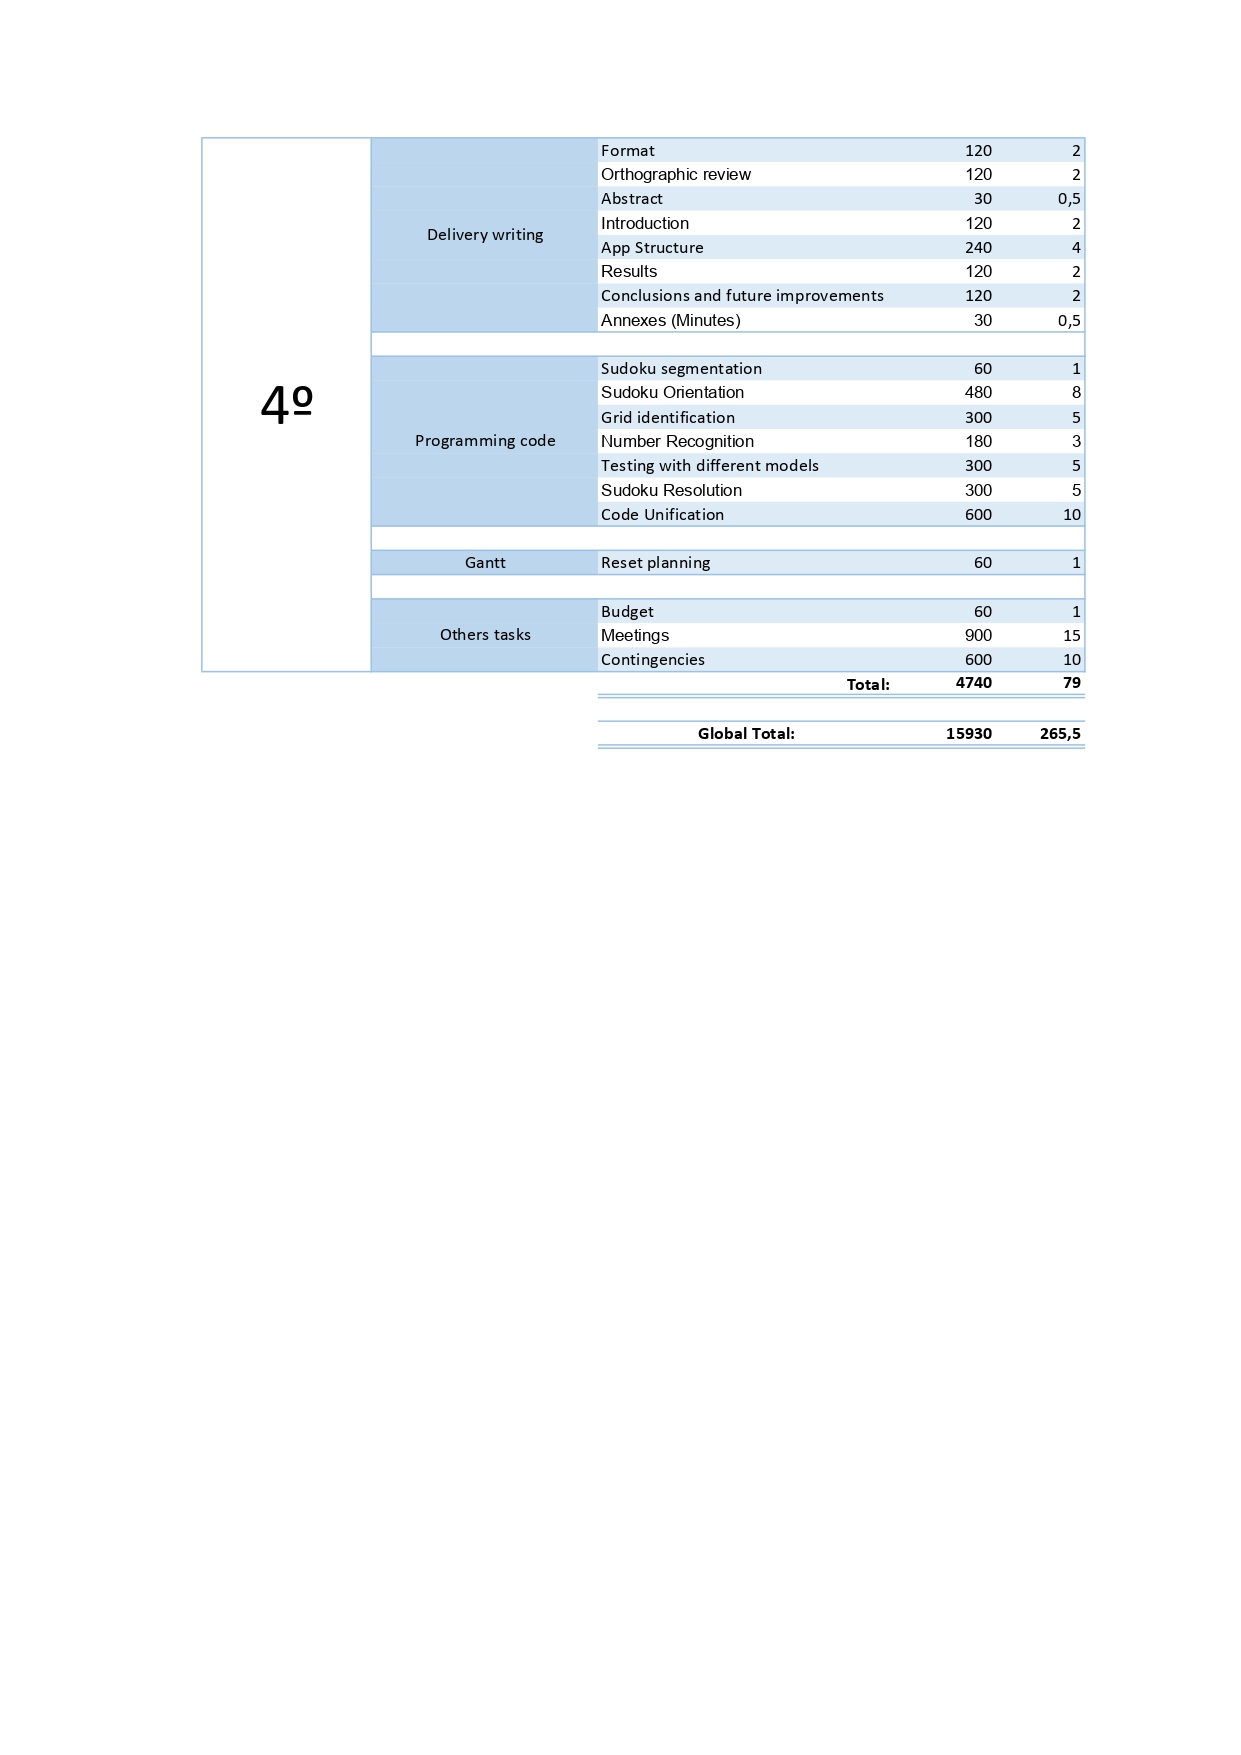 Format 120 2
Orthographic review 120 2
Abstract 30 0,5
Introduction 120 2
Delivery writing
App Structure 240 4
Results 120 2
Conclusions and future improvements 120 2
Annexes (Minutes) 30 0,5
Sudoku segmentation 60 1
4º
Sudoku Orientation 480 8
Grid identification 300 5
Programming code
Number Recognition 180 3
Testing with different models 300 5
Sudoku Resolution 300 5
Code Unification 600 10
Gantt Reset planning 60 1
Budget 60 1
Others tasks Meetings 900 15
Contingencies 600 10
Total: 4740 79
Global Total: 15930 265,5